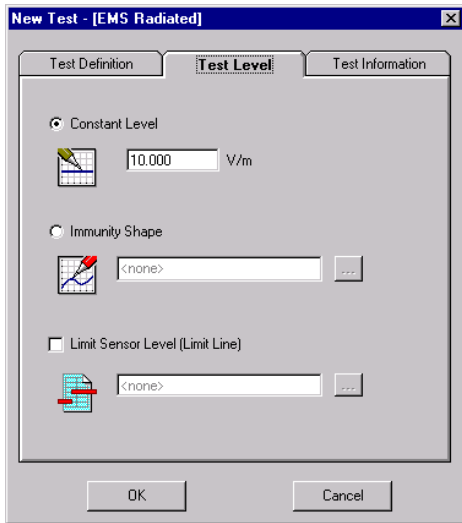 New Test - [EMS Radiated]
Test Definition Test Level Test Information
Constant Level
10.000 V/m
Immunity Shape
<none> ...
Limit Sensor Level (Limit Line)
<none> ...
OK Cancel